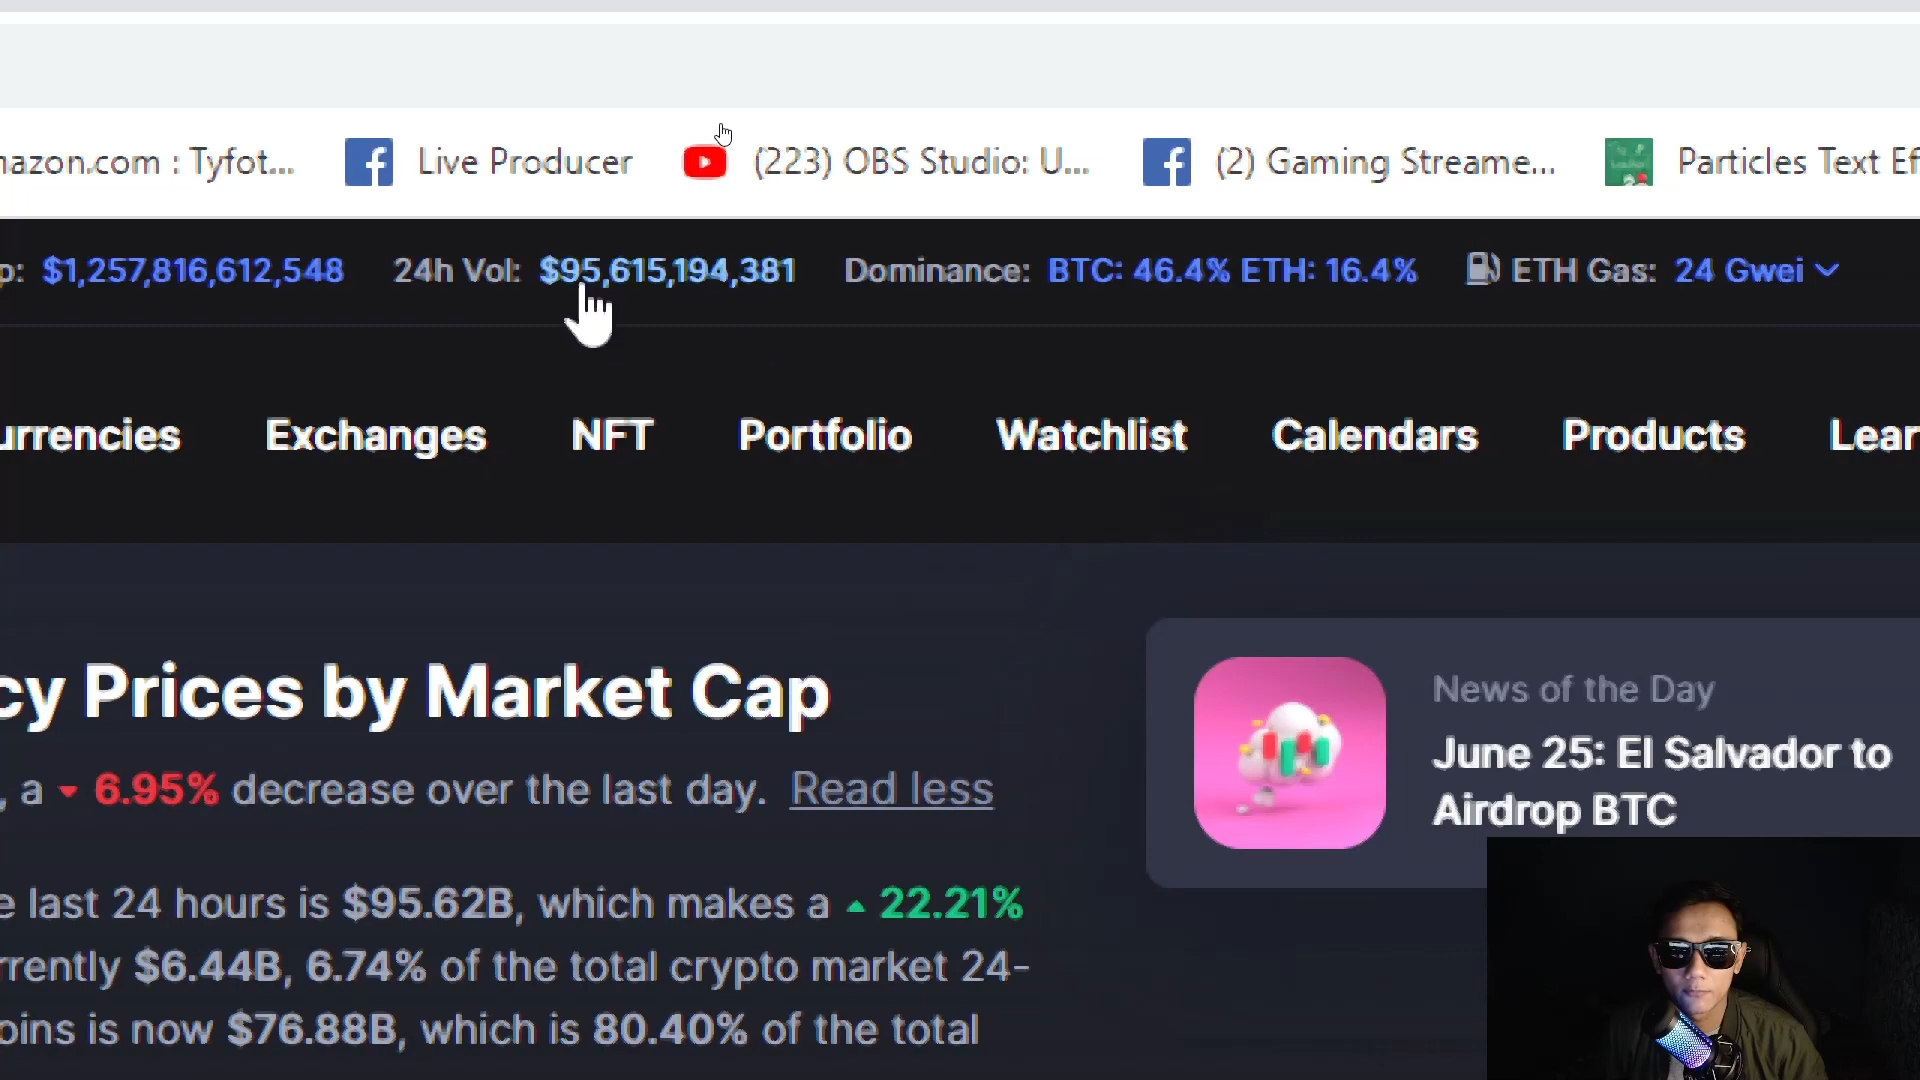 mazon.com : Tyfot... Live Producer (223) OBS Studio: U... (2) Gaming Streame... Particles Text Ef
p: $1,257,816,612,548 24h Vol: $95,615,194,381 Dominance: BTC: 46.4% ETH: 16.4% ETH Gas: 24 Gwei
urrencies Exchanges NFT Portfolio Watchlist Calendars Products Lear
cy Prices by Market Cap
, a 6.95% decrease over the last day. Read less
e last 24 hours is $95.62B, which makes a 22.21%
rrently $6.44B, 6.74% of the total crypto market 24-
oins is now $76.88B, which is 80.40% of the total
News of the Day
June 25: El Salvador to
Airdrop BTC